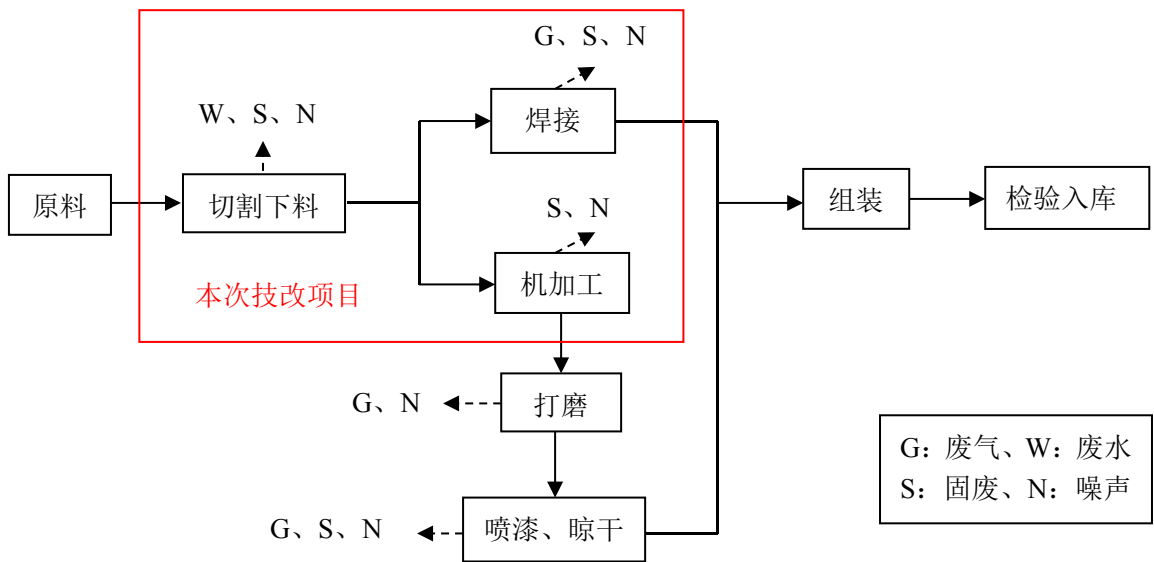 G、S、N
焊接
W、S、N
原料
切割下料
S、N
机加工
本次技改项目
组装
检验入库
G、N
打磨
G、S、N
喷漆、晾干
G：废气、W：废水
S：固废、N：噪声